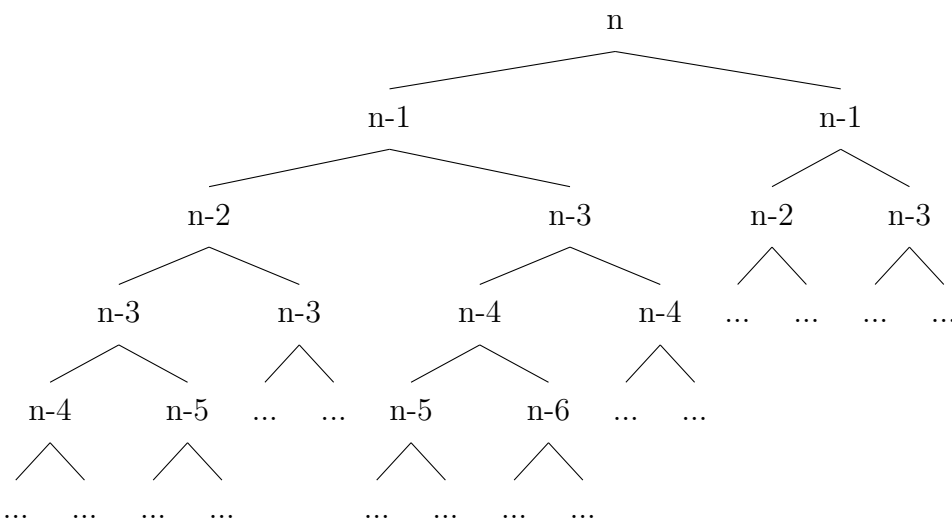 n
n-1 n-1
n-2 n-3 n-2 n-3
n-3 n-3 n-4 n-4 ... ... ... ...
n-4 n-5 ... ... n-5 n-6 ... ...
... ... ... ... ... ... ... ...